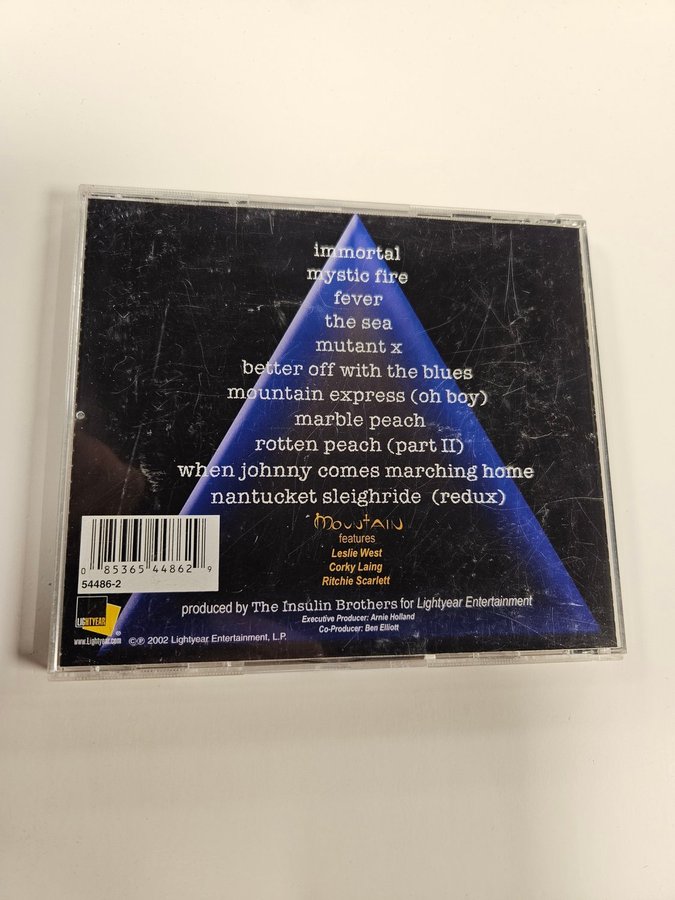 immortal
mystic fire
fever
the sea
mutant x
better off with the blues
mountain express (oh boy)
marble peach
rotten peach (part II)
when johnny comes marching home
nantucket sleighride (redux)
MOUNTAIN
features
Leslie West
Corky Laing
Ritchie Scarlett
0 85365 44862 9
54486-2
produced by The Insulin Brothers for Lightyear Entertainment
Executive Producer: Arnie Holland
Co-Producer: Ben Elliott
LIGHTYEAR
®
www.Lightyear.com
©℗ 2002 Lightyear Entertainment, L.P.